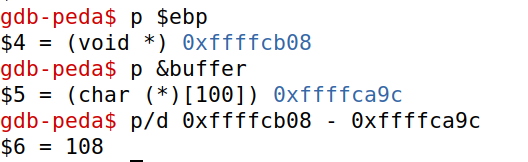 gdb-peda$ p $ebp
$4 = (void *) 0xffffcb08
gdb-peda$ p &buffer
$5 = (char (*)[100]) 0xffffca9c
gdb-peda$ p/d 0xffffcb08 - 0xffffca9c
$6 = 108